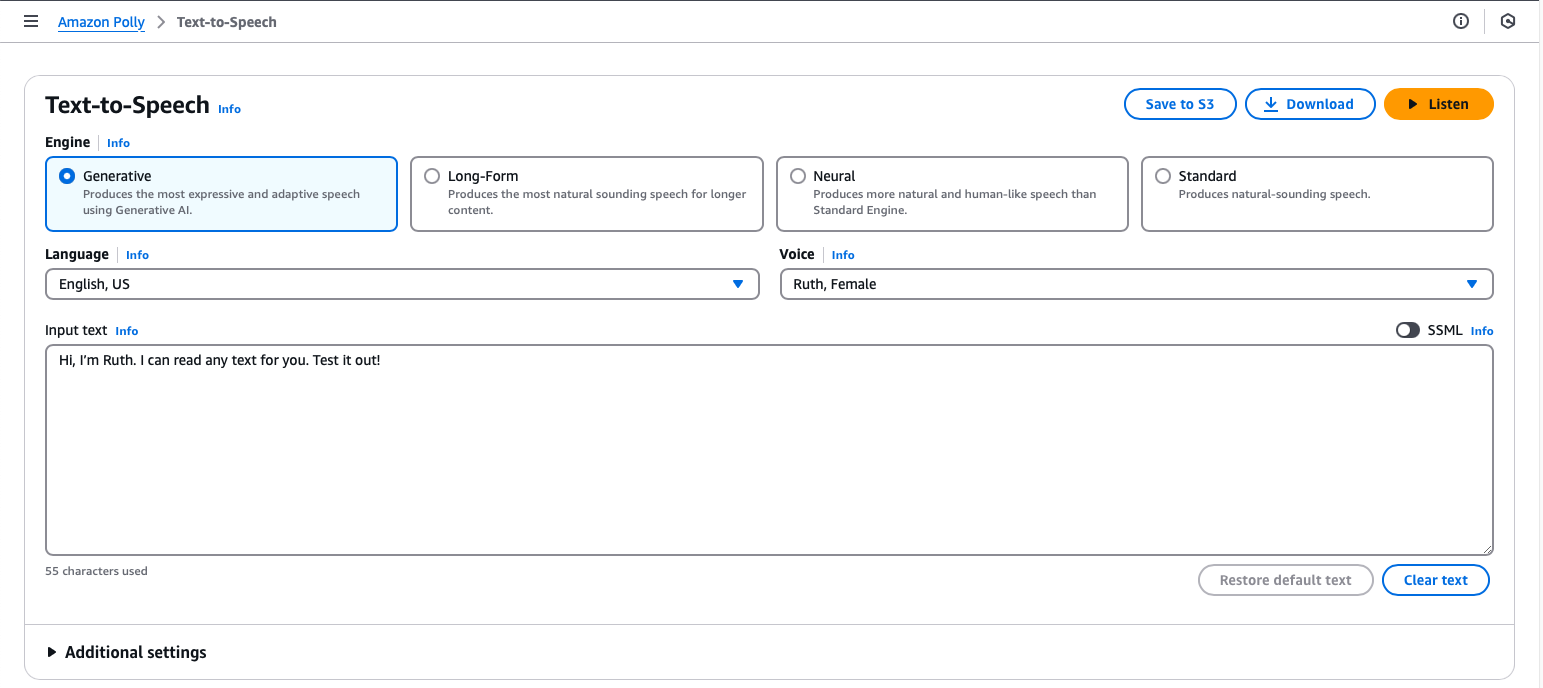 Amazon Polly > Text-to-Speech
Text-to-Speech Info
Save to S3
Download
Listen
Engine Info
Generative
Produces the most expressive and adaptive speech
using Generative AI.
Long-Form
Produces the most natural sounding speech for longer
content.
Neural
Produces more natural and human-like speech than
Standard Engine.
Standard
Produces natural-sounding speech.
Language Info
English, US
Voice Info
Ruth, Female
Input text Info
SSML Info
Hi, I’m Ruth. I can read any text for you. Test it out!
55 characters used
Restore default text
Clear text
Additional settings